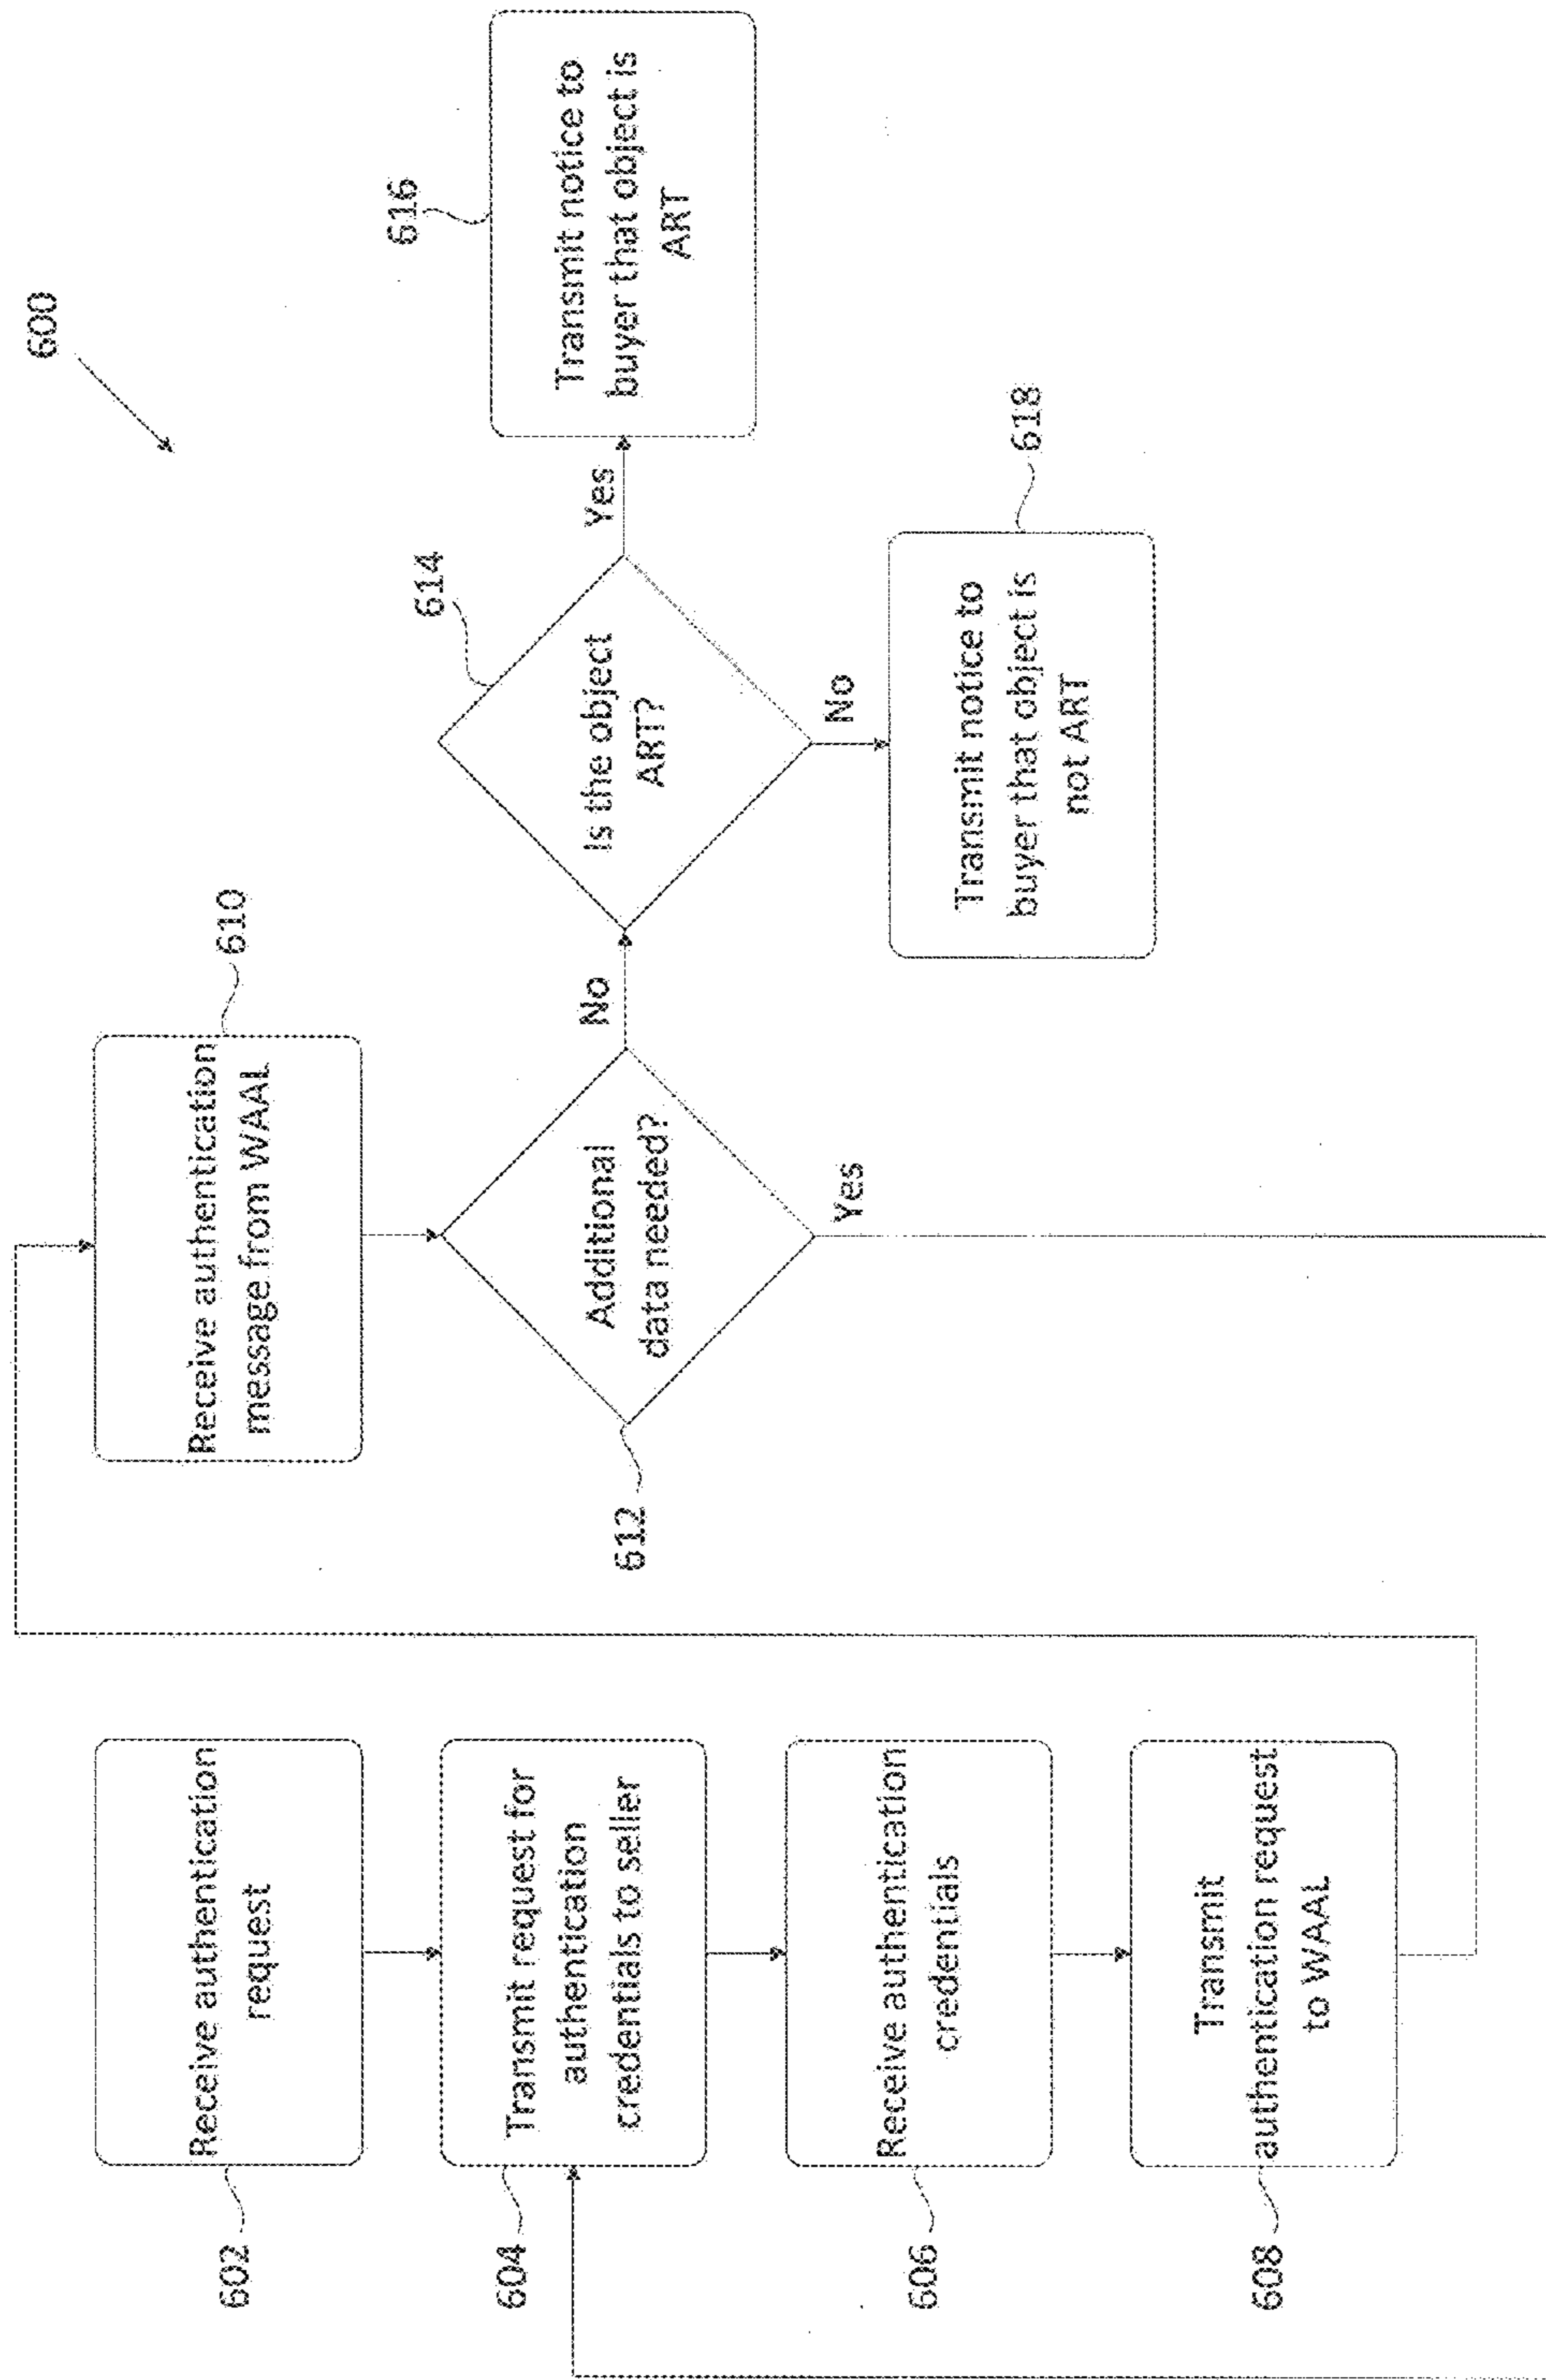 600
602
Receive authentication
request
604
Transmit request for
authentication
credentials to seller
606
Receive authentication
credentials
608
Transmit
authentication request
to WAAL
610
Receive authentication
message from WAAL
612
Additional
data needed?
No
Yes
614
Is the object
ART?
Yes
No
616
Transmit notice to
buyer that object is
ART
618
Transmit notice to
buyer that object is
not ART